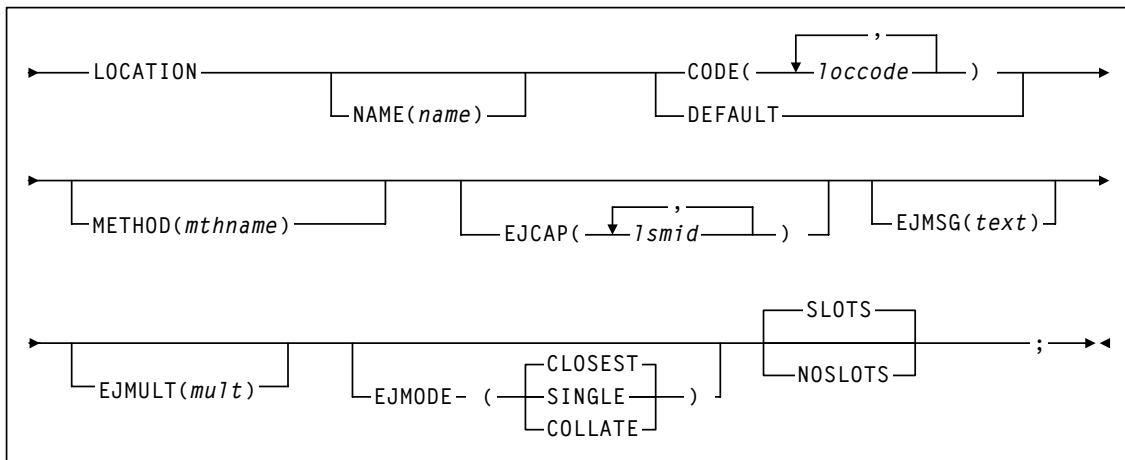 ,
LOCATION CODE( loccode )
NAME(name) DEFAULT
,
METHOD(mthname) EJCAP( lsmid ) EJMSG(text)
SLOTS
CLOSEST ;
EJMULT(mult) EJMODE ( SINGLE ) NOSLOTS
COLLATE